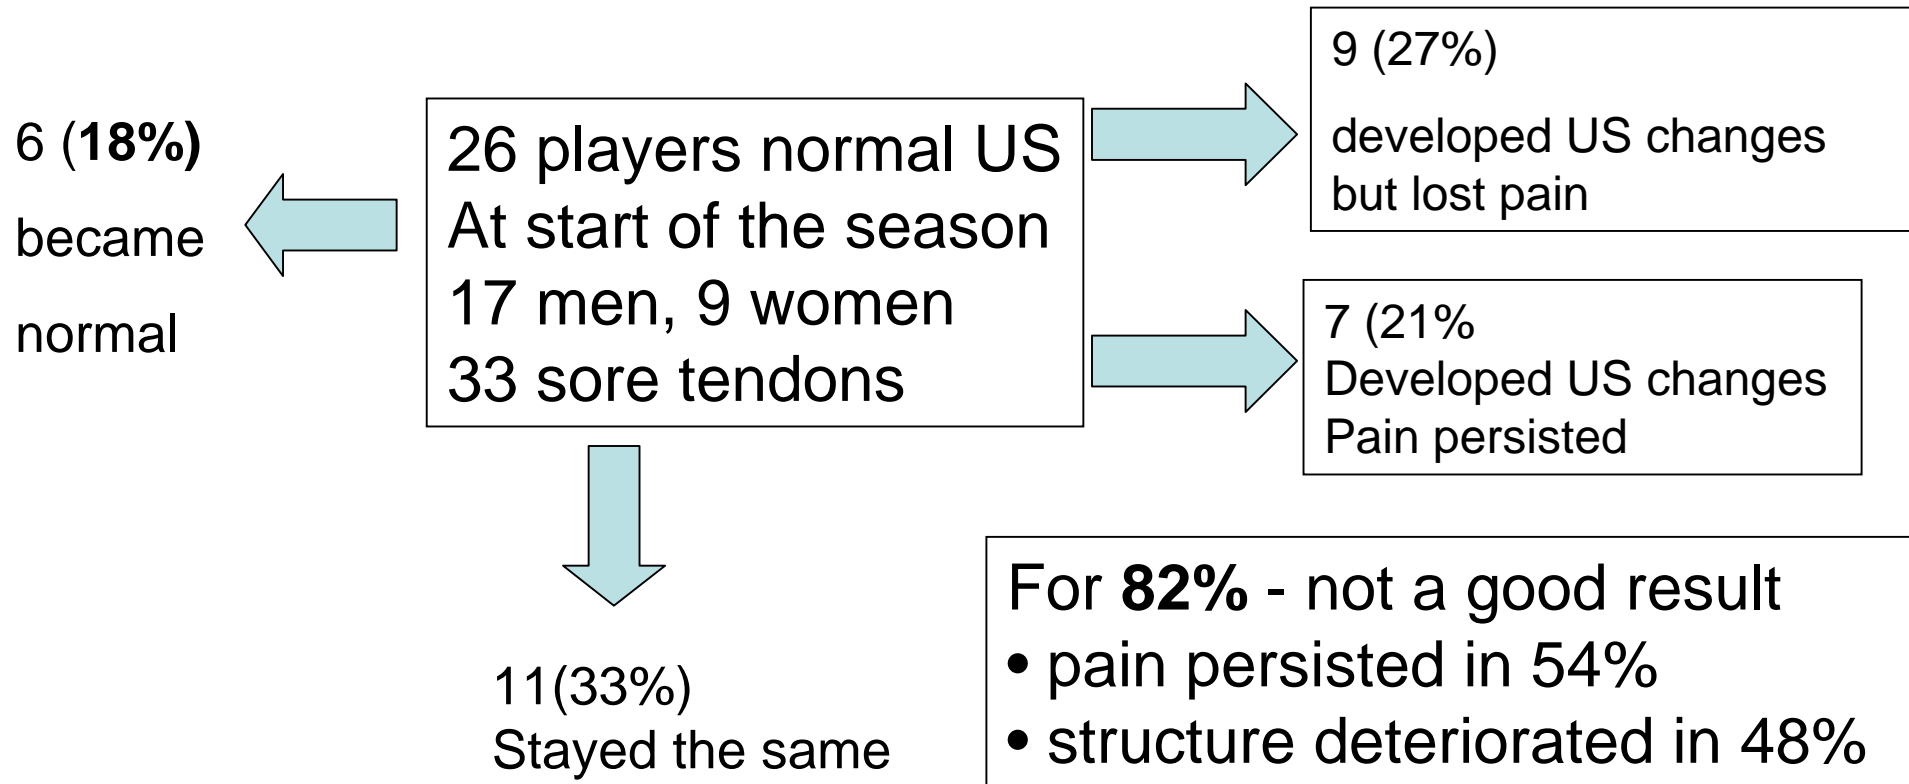 6 (18%)
became
normal
26 players normal US
At start of the season
17 men, 9 women
33 sore tendons
9 (27%)
developed US changes
but lost pain
7 (21%
Developed US changes
Pain persisted
11(33%)
Stayed the same
For 82% - not a good result
• pain persisted in 54%
• structure deteriorated in 48%